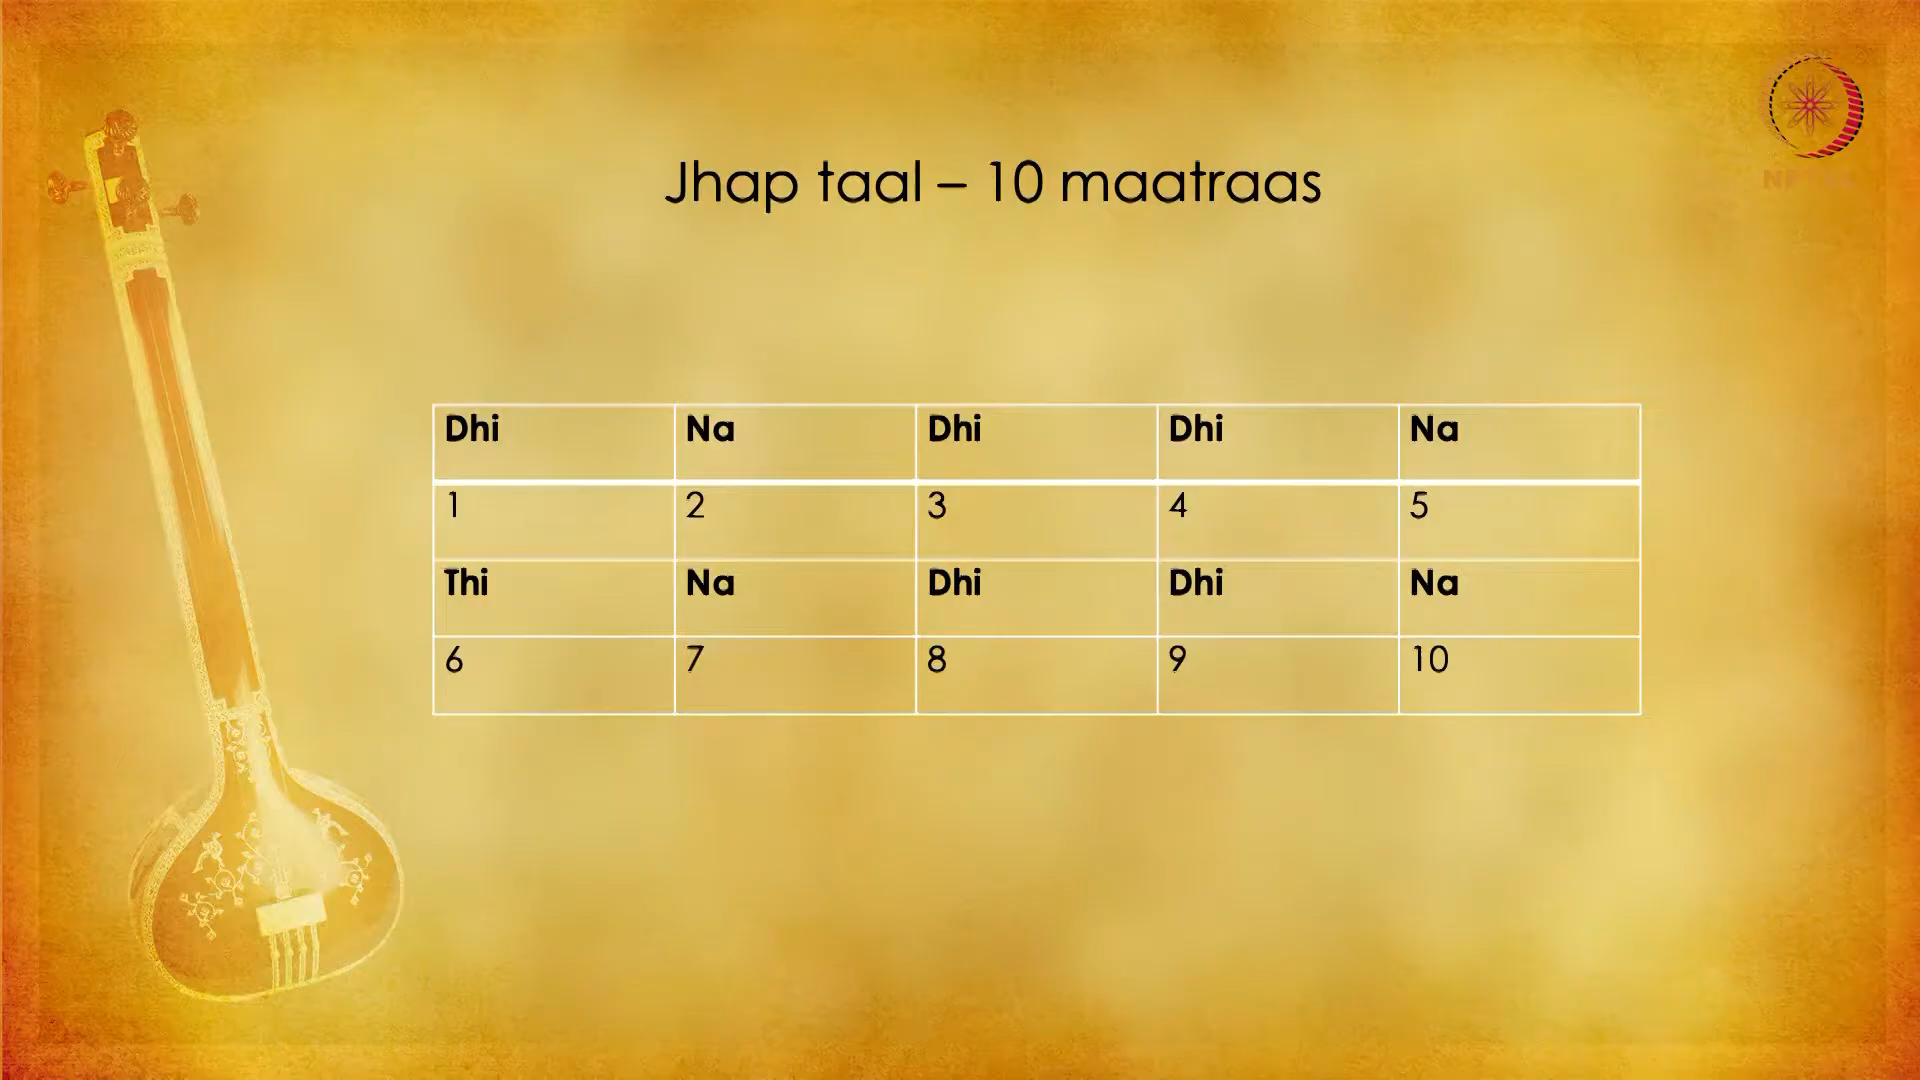 Jhap taal – 10 maatraas
Dhi Na Dhi Dhi Na
1 2 3 4 5
Thi Na Dhi Dhi Na
6 7 8 9 10